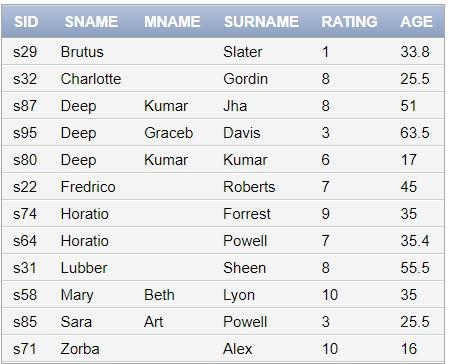 SID SNAME MNAME SURNAME RATING AGE
s29 Brutus Slater 1 33.8
s32 Charlotte Gordin 8 25.5
s87 Deep Kumar Jha 8 51
s95 Deep Graceb Davis 3 63.5
s80 Deep Kumar Kumar 6 17
s22 Fredrico Roberts 7 45
s74 Horatio Forrest 9 35
s64 Horatio Powell 7 35.4
s31 Lubber Sheen 8 55.5
s58 Mary Beth Lyon 10 35
s85 Sara Art Powell 3 25.5
s71 Zorba Alex 10 16